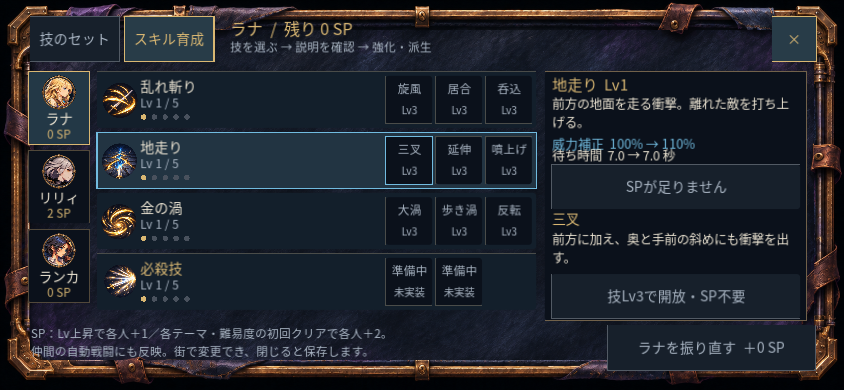 技のセット
スキル育成
ラナ / 残り 0 SP
技を選ぶ → 説明を確認 → 強化・派生
×
ラナ
0 SP
リリィ
2 SP
ランカ
0 SP
乱れ斬り
Lv 1 / 5
旋風
Lv3
居合
Lv3
呑込
Lv3
地走り
Lv 1 / 5
三叉
Lv3
延伸
Lv3
噴上げ
Lv3
金の渦
Lv 1 / 5
大渦
Lv3
歩き渦
Lv3
反転
Lv3
必殺技
Lv 1 / 5
準備中
未実装
準備中
未実装
地走り Lv1
前方の地面を走る衝撃。離れた敵を打ち上
げる。
威力補正 100% → 110%
待ち時間 7.0 → 7.0 秒
SPが足りません
三叉
前方に加え、奥と手前の斜めにも衝撃を出
す。
技Lv3で開放・SP不要
SP：Lv上昇で各人＋1／各テーマ・難易度の初回クリアで各人＋2。
仲間の自動戦闘にも反映。街で変更でき、閉じると保存します。
ラナを振り直す ＋0 SP